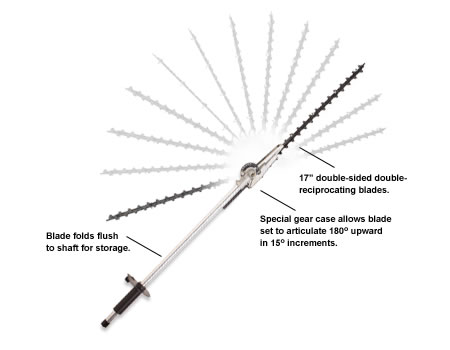 17" double-sided double-
reciprocating blades.
Special gear case allows blade
set to articulate 180º upward
in 15º increments.
Blade folds flush
to shaft for storage.